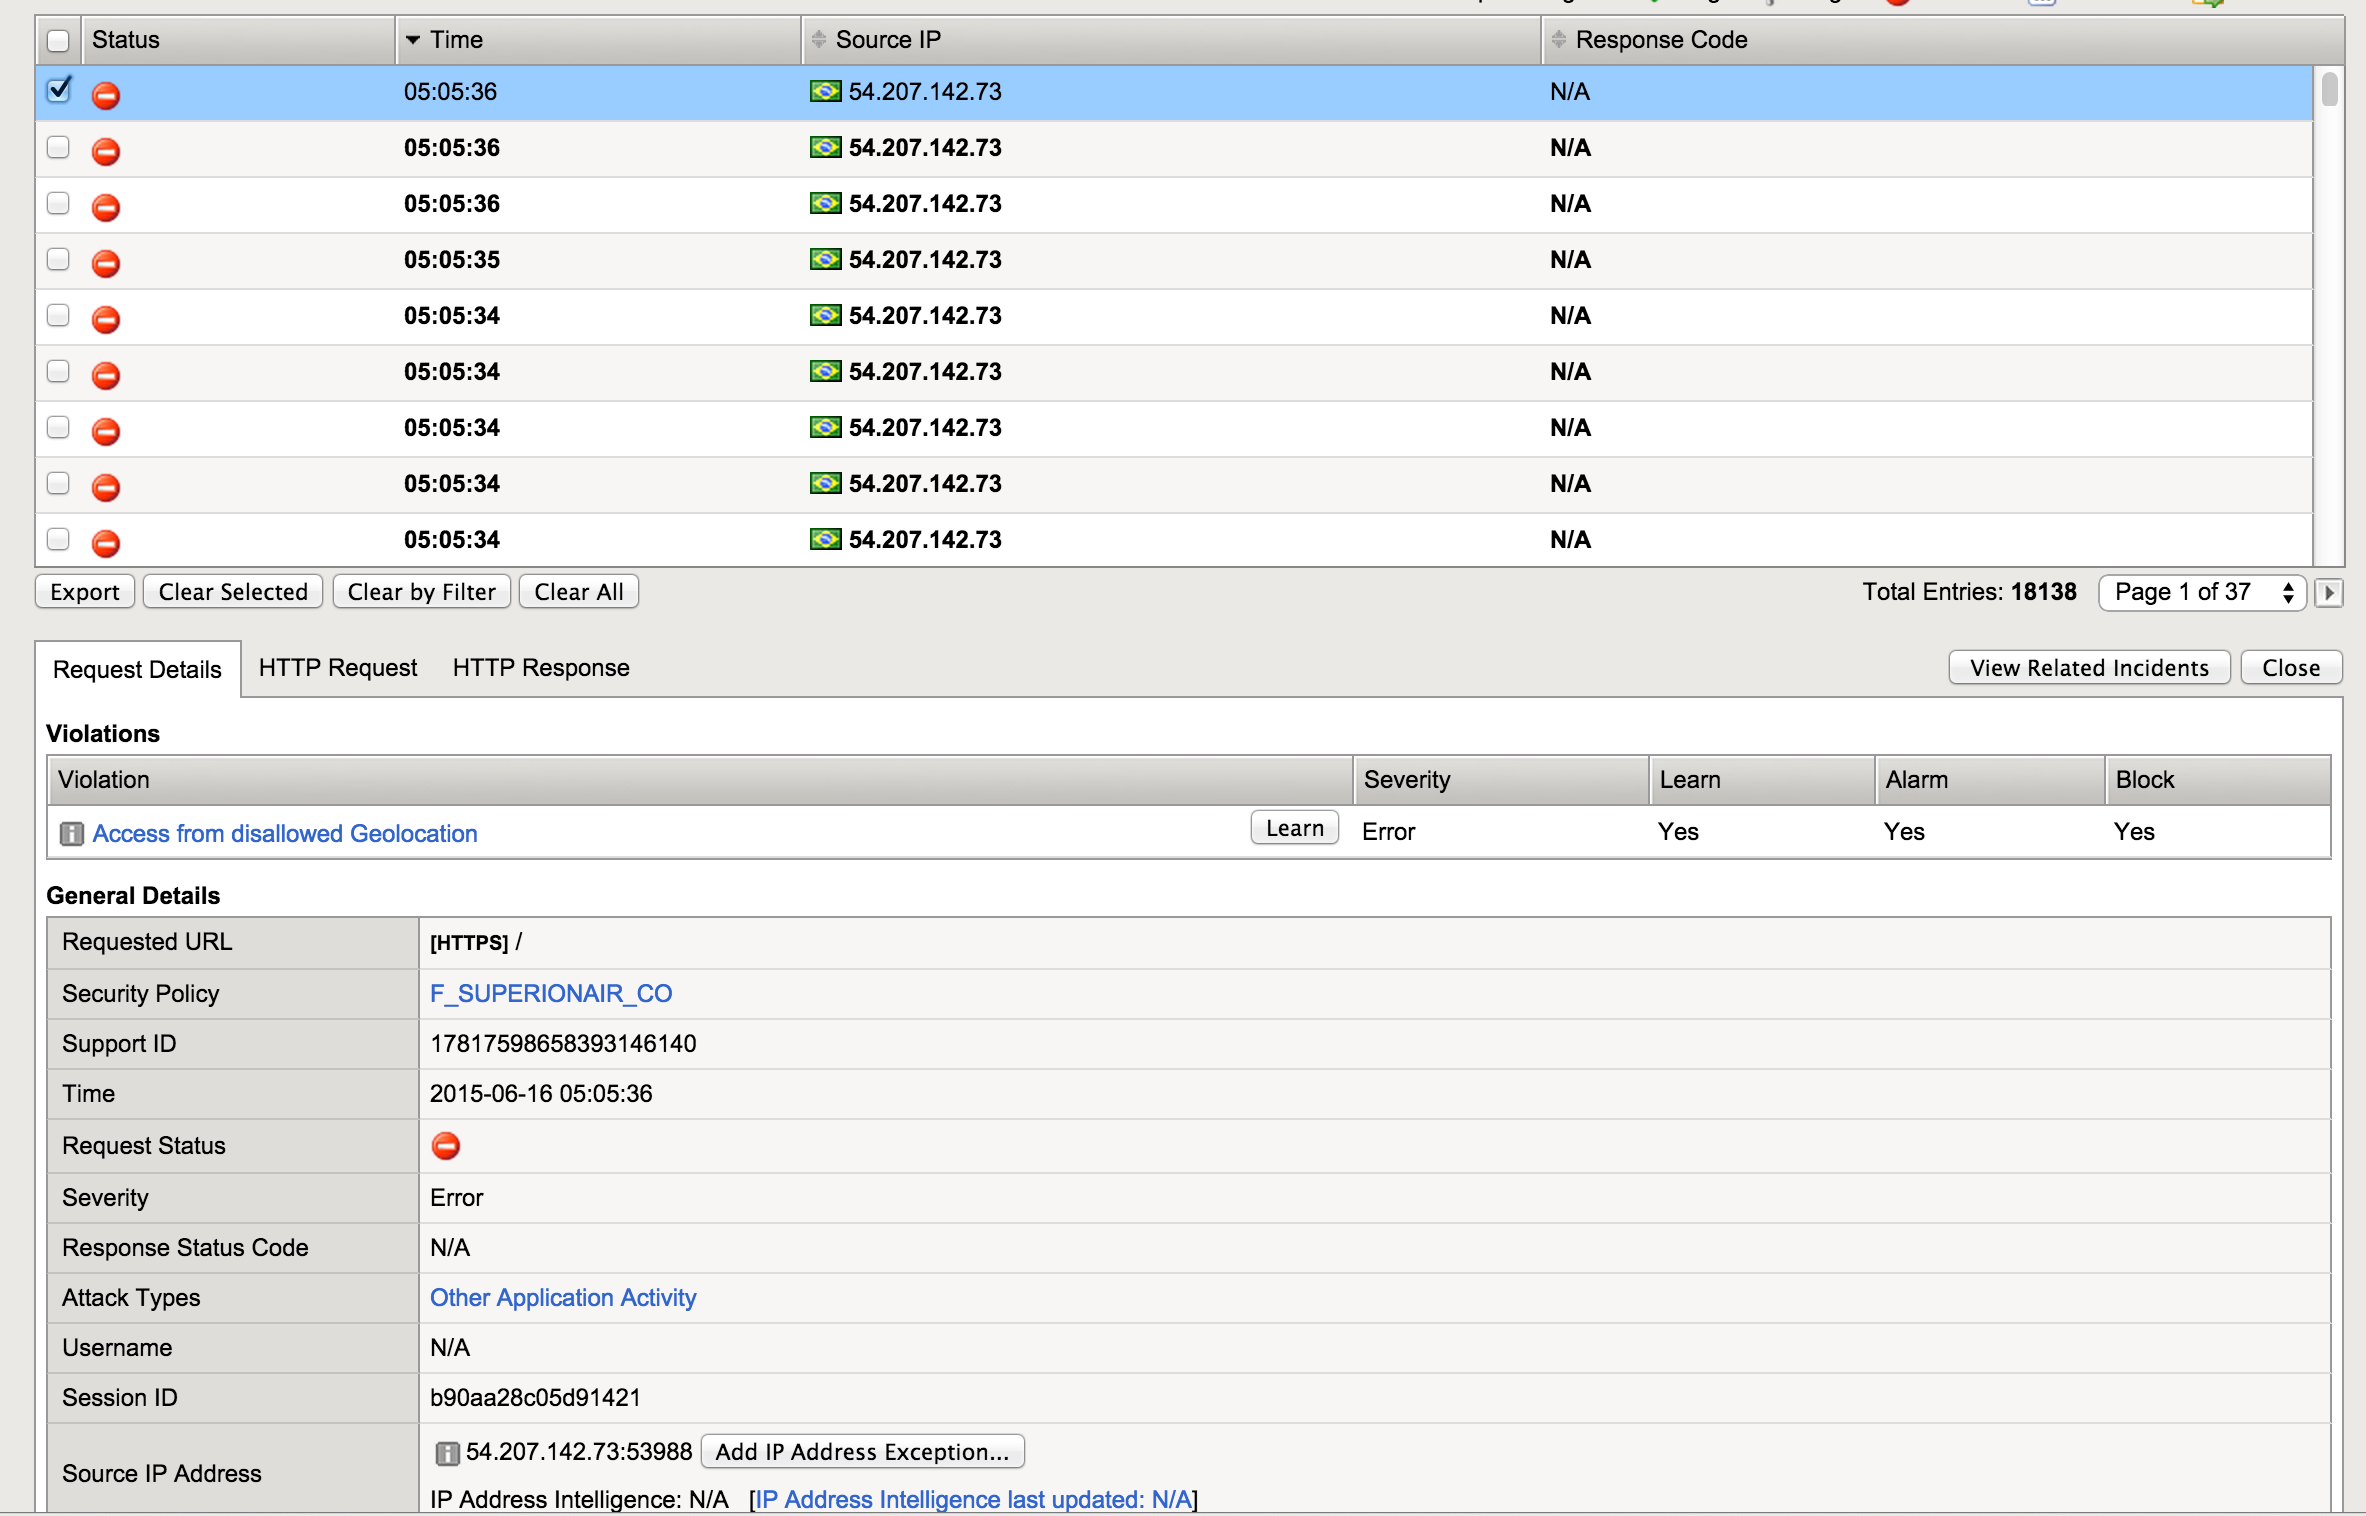 Status Time Source IP Response Code
05:05:36 54.207.142.73 N/A
05:05:36 54.207.142.73 N/A
05:05:36 54.207.142.73 N/A
05:05:35 54.207.142.73 N/A
05:05:34 54.207.142.73 N/A
05:05:34 54.207.142.73 N/A
05:05:34 54.207.142.73 N/A
05:05:34 54.207.142.73 N/A
05:05:34 54.207.142.73 N/A
Export Clear Selected Clear by Filter Clear All Total Entries: 18138 Page 1 of 37
Request Details HTTP Request HTTP Response View Related Incidents Close
Violations
Violation Severity Learn Alarm Block
Access from disallowed Geolocation Learn Error Yes Yes Yes
General Details
Requested URL [HTTPS] /
Security Policy F_SUPERIONAIR_CO
Support ID 17817598658393146140
Time 2015-06-16 05:05:36
Request Status
Severity Error
Response Status Code N/A
Attack Types Other Application Activity
Username N/A
Session ID b90aa28c05d91421
Source IP Address 54.207.142.73:53988 Add IP Address Exception...
IP Address Intelligence: N/A [IP Address Intelligence last updated: N/A]